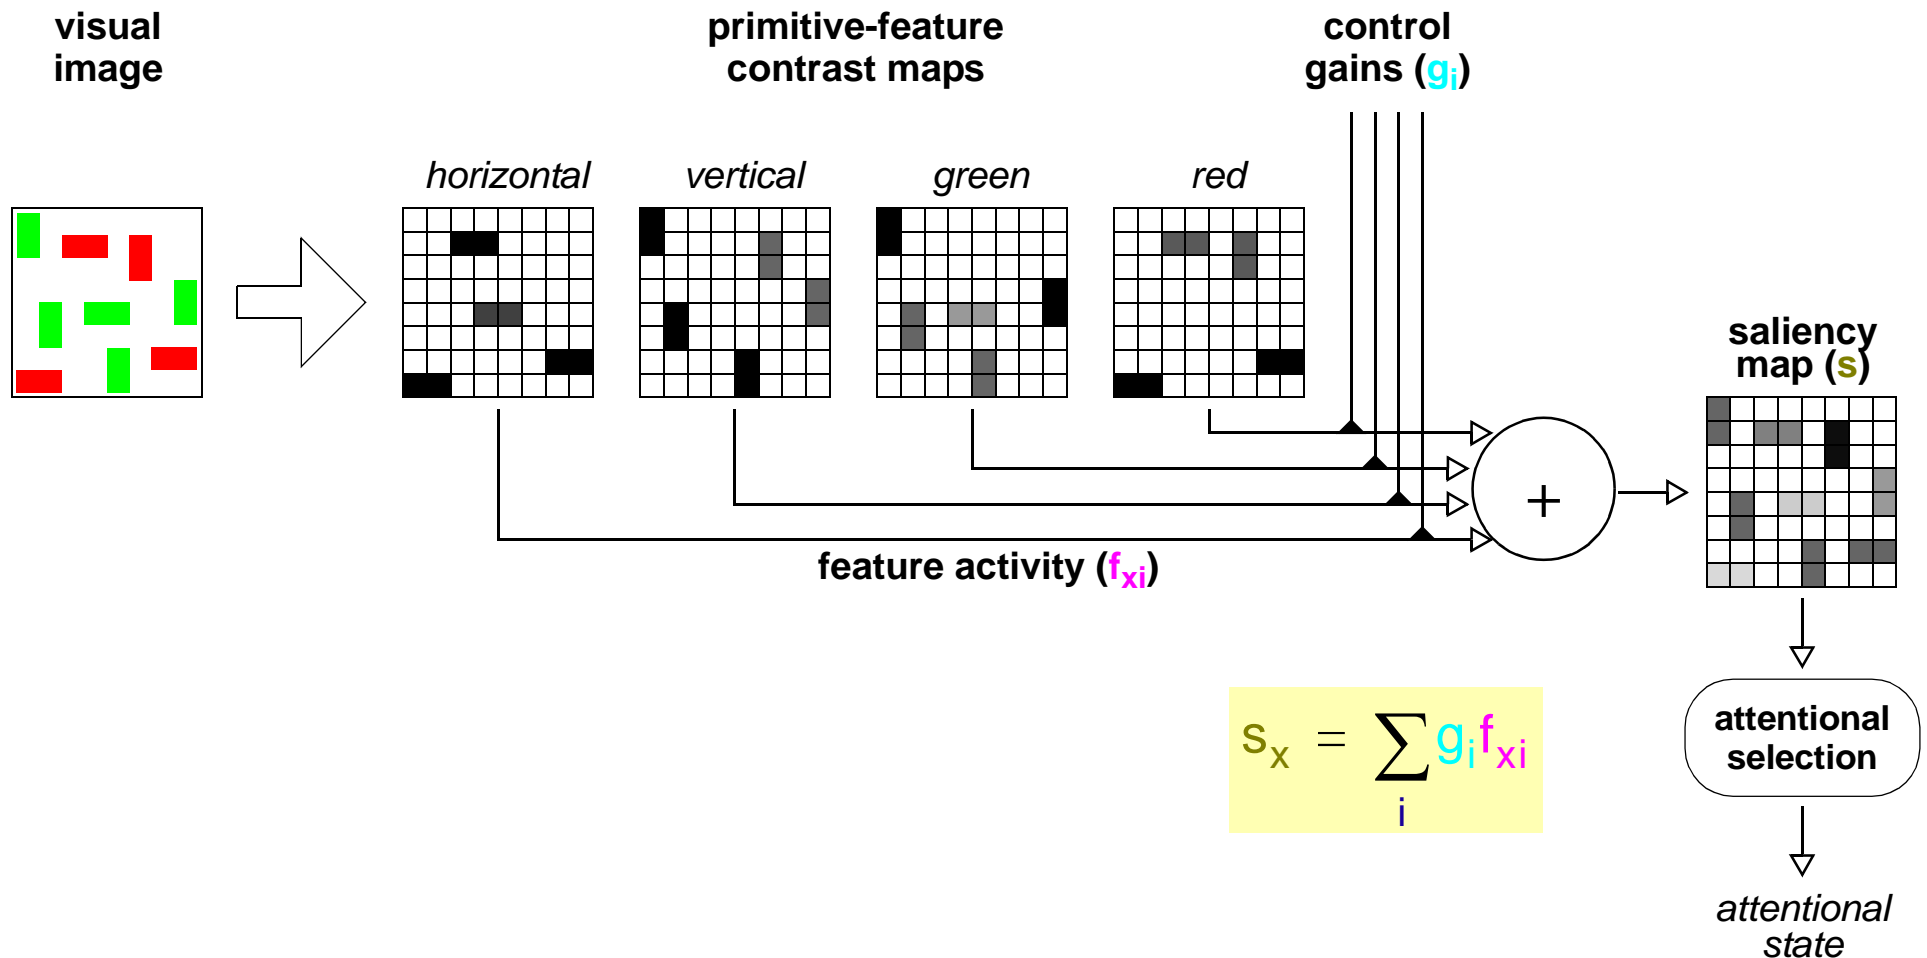 visual
image
primitive-feature
contrast maps
control
gains (gi)
horizontal
vertical
green
red
saliency
map (s)
+
feature activity (fxi)
sx = ∑ gifxi
i
attentional
selection
attentional
state